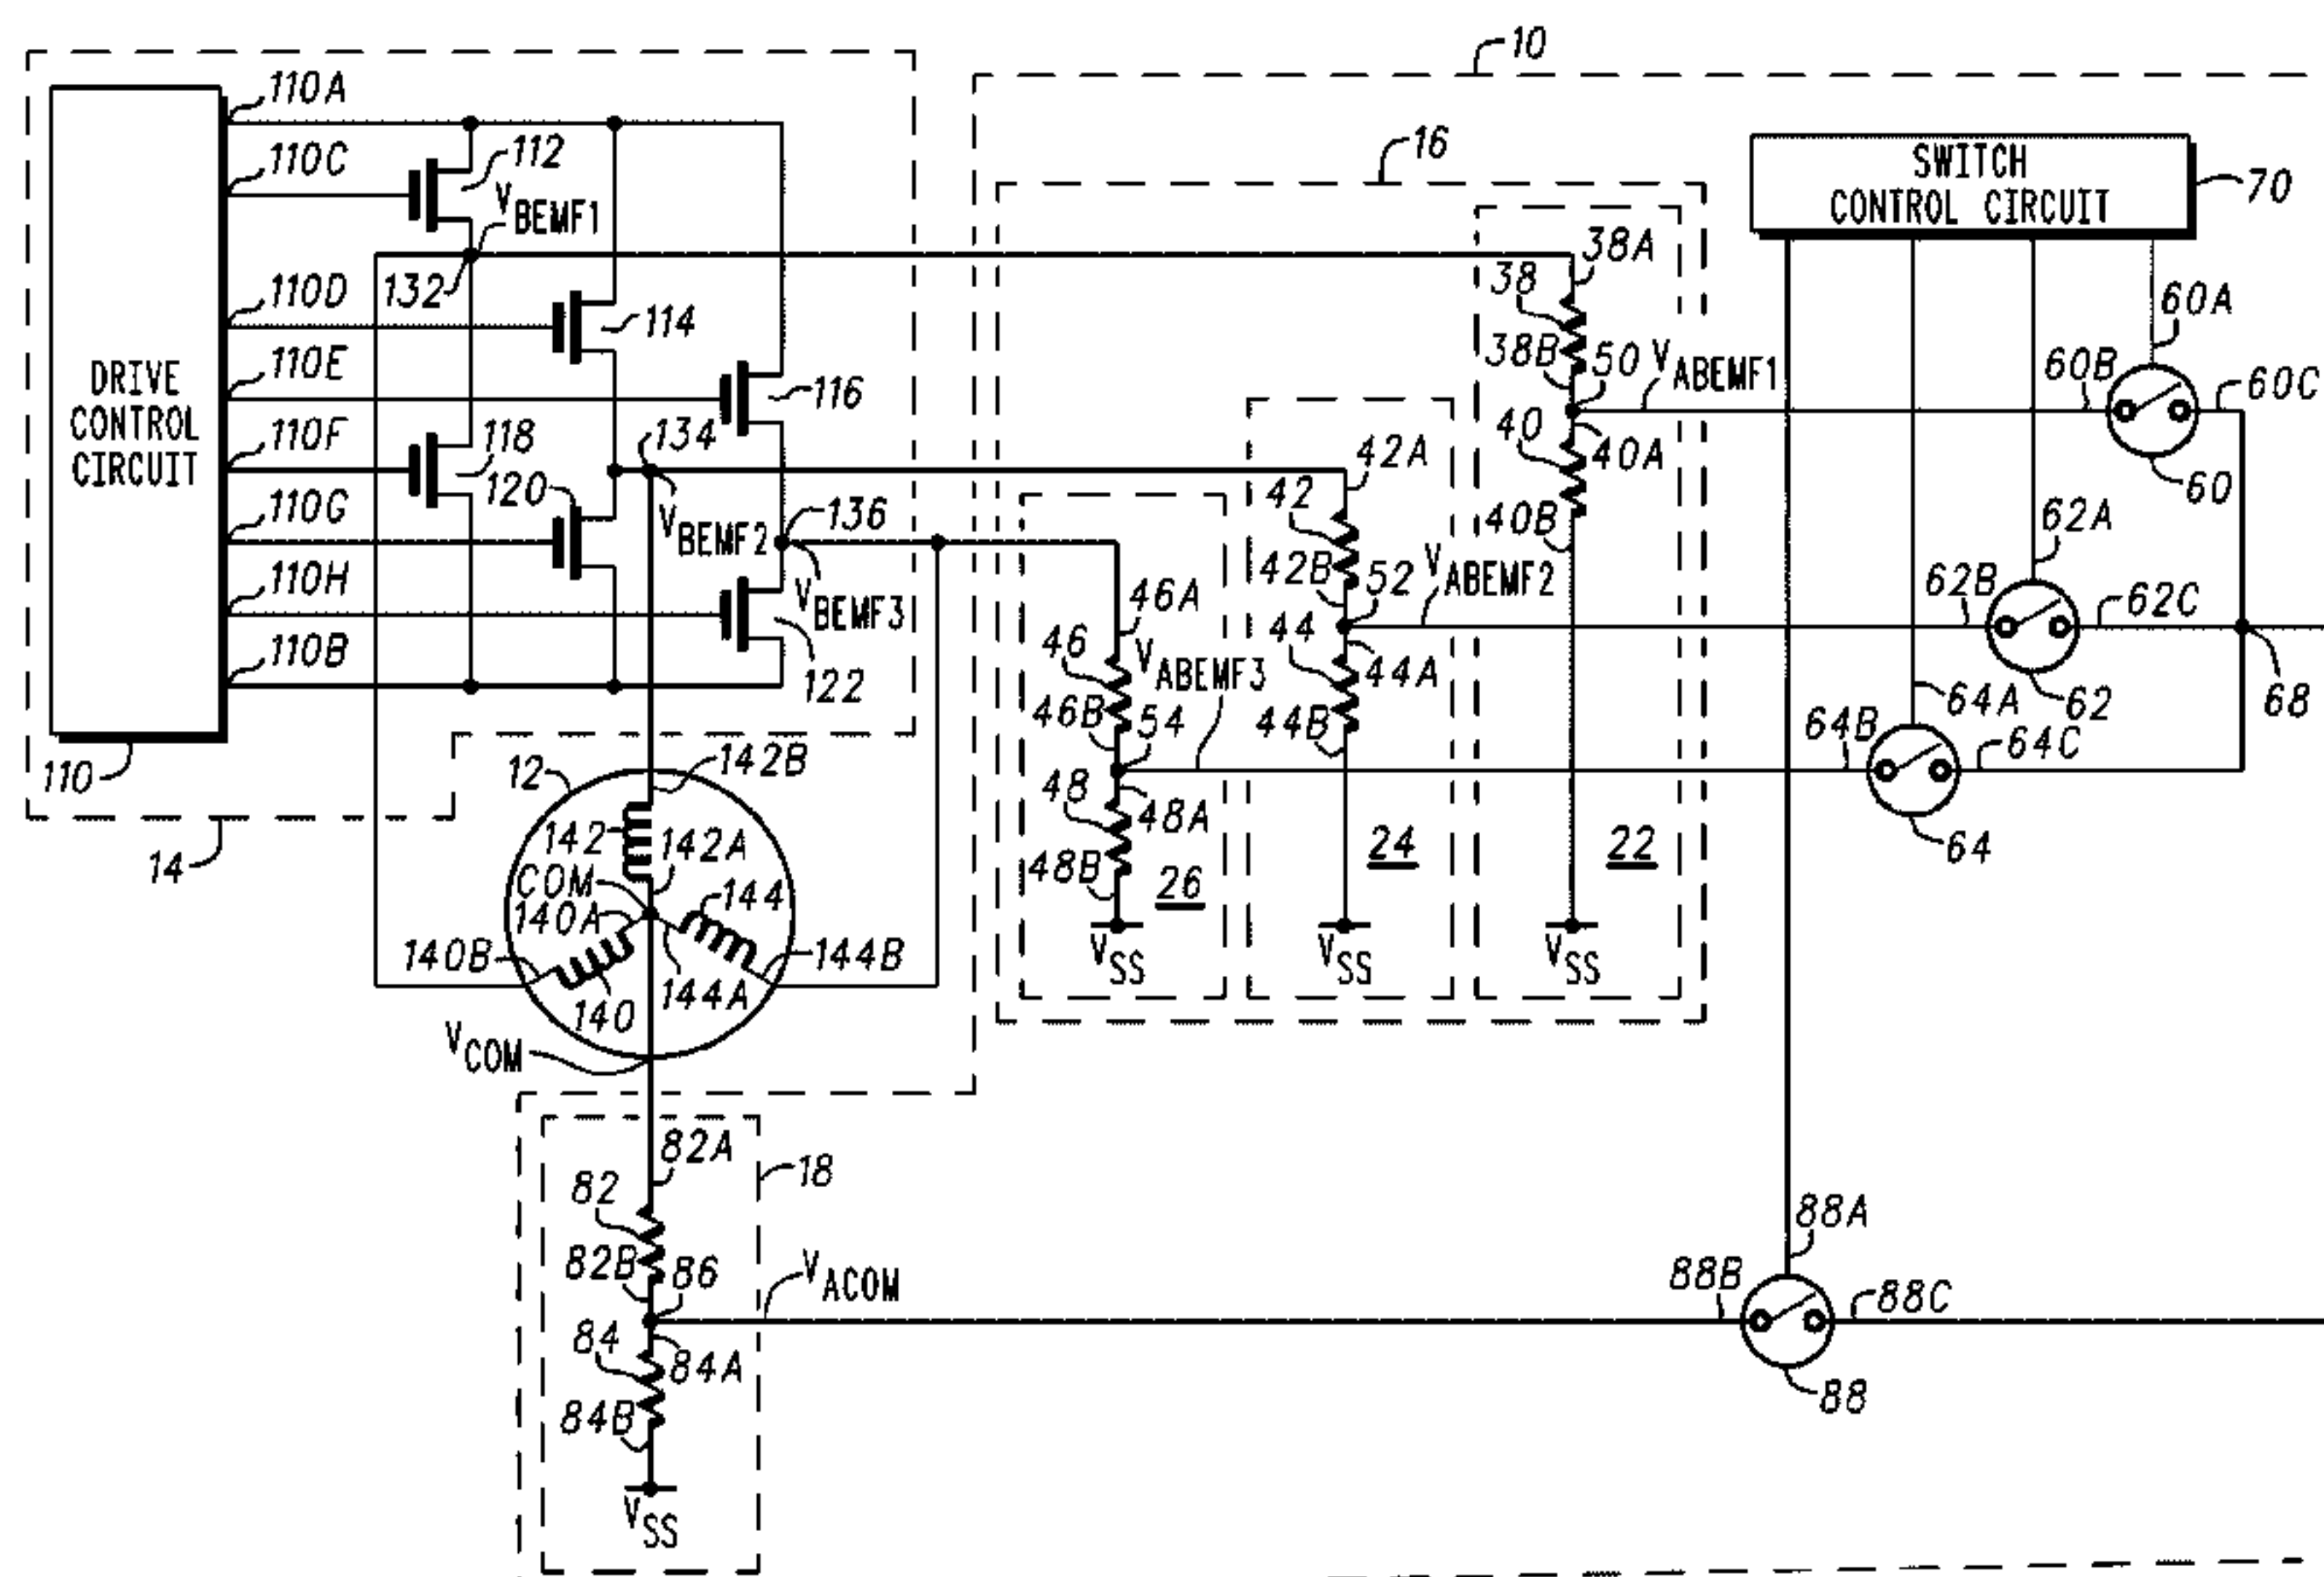 10
110A
110C
112
VBEMF1
132
110D
114
110E
116
110F
118
134
120
110G
VBEMF2
136
110H
VBEMF3
110B
122
DRIVE
CONTROL
CIRCUIT
110
14
12
142B
142
142A
COM
144
140A
140B
144B
144A
140
VCOM
16
38A
38
38B
50
VABEMF1
40
40A
40B
42A
42
42B
52
VABEMF2
44
44A
44B
46A
46
VABEMF3
46B
54
48
48A
48B
26
24
22
VSS
VSS
VSS
SWITCH
CONTROL CIRCUIT
70
60A
60B
60C
60
62A
62B
62C
62
64A
68
64B
64C
64
82A
18
82
82B
86
VACOM
84
84A
84B
VSS
88A
88B
88C
88